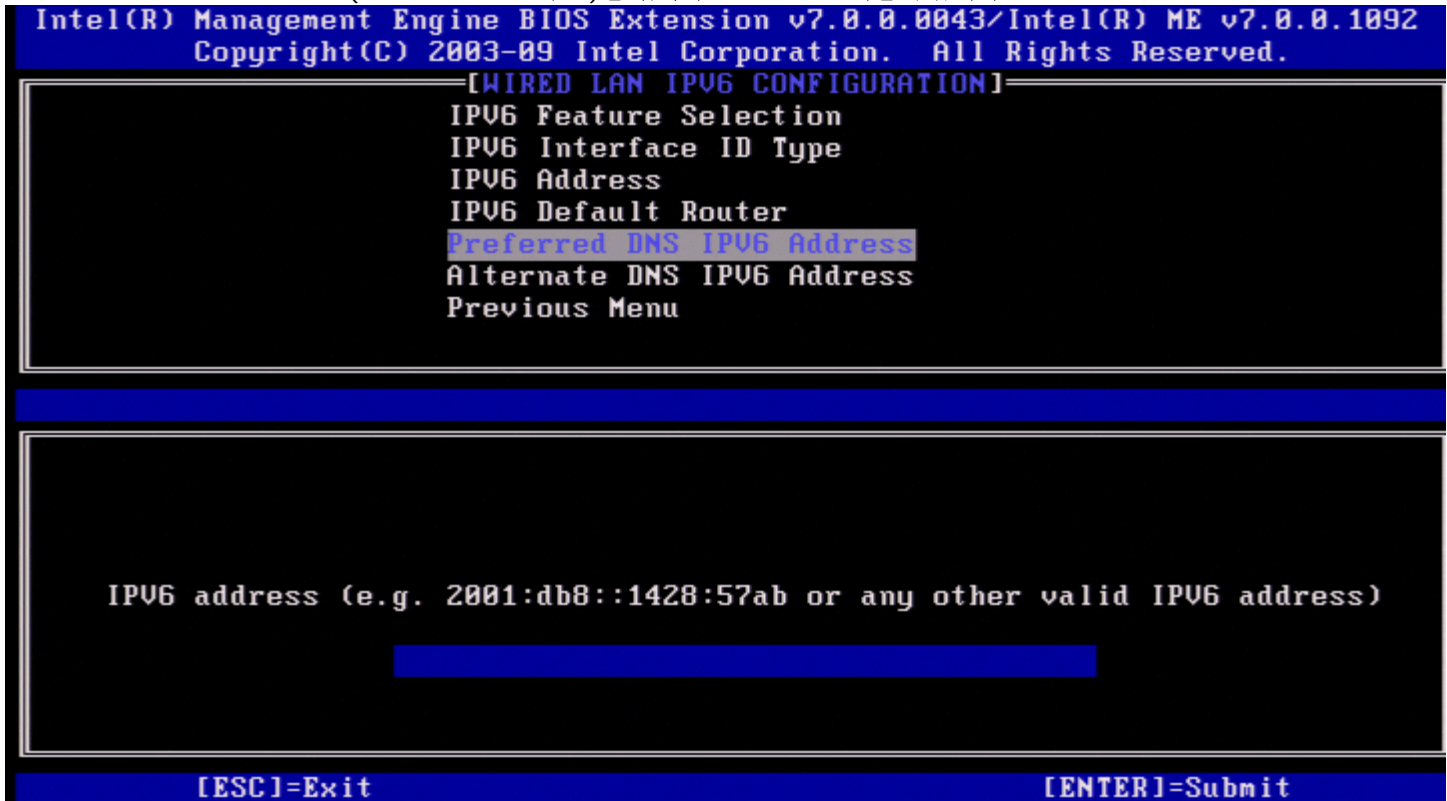 Intel(R) Management Engine BIOS Extension v7.0.0.0043/Intel(R) ME v7.0.0.1092
Copyright(C) 2003-09 Intel Corporation. All Rights Reserved.
[WIRED LAN IPV6 CONFIGURATION]
IPV6 Feature Selection
IPV6 Interface ID Type
IPV6 Address
IPV6 Default Router
Preferred DNS IPV6 Address
Alternate DNS IPV6 Address
Previous Menu
IPV6 address (e.g. 2001:db8::1428:57ab or any other valid IPV6 address)
[ESC]=Exit [ENTER]=Submit